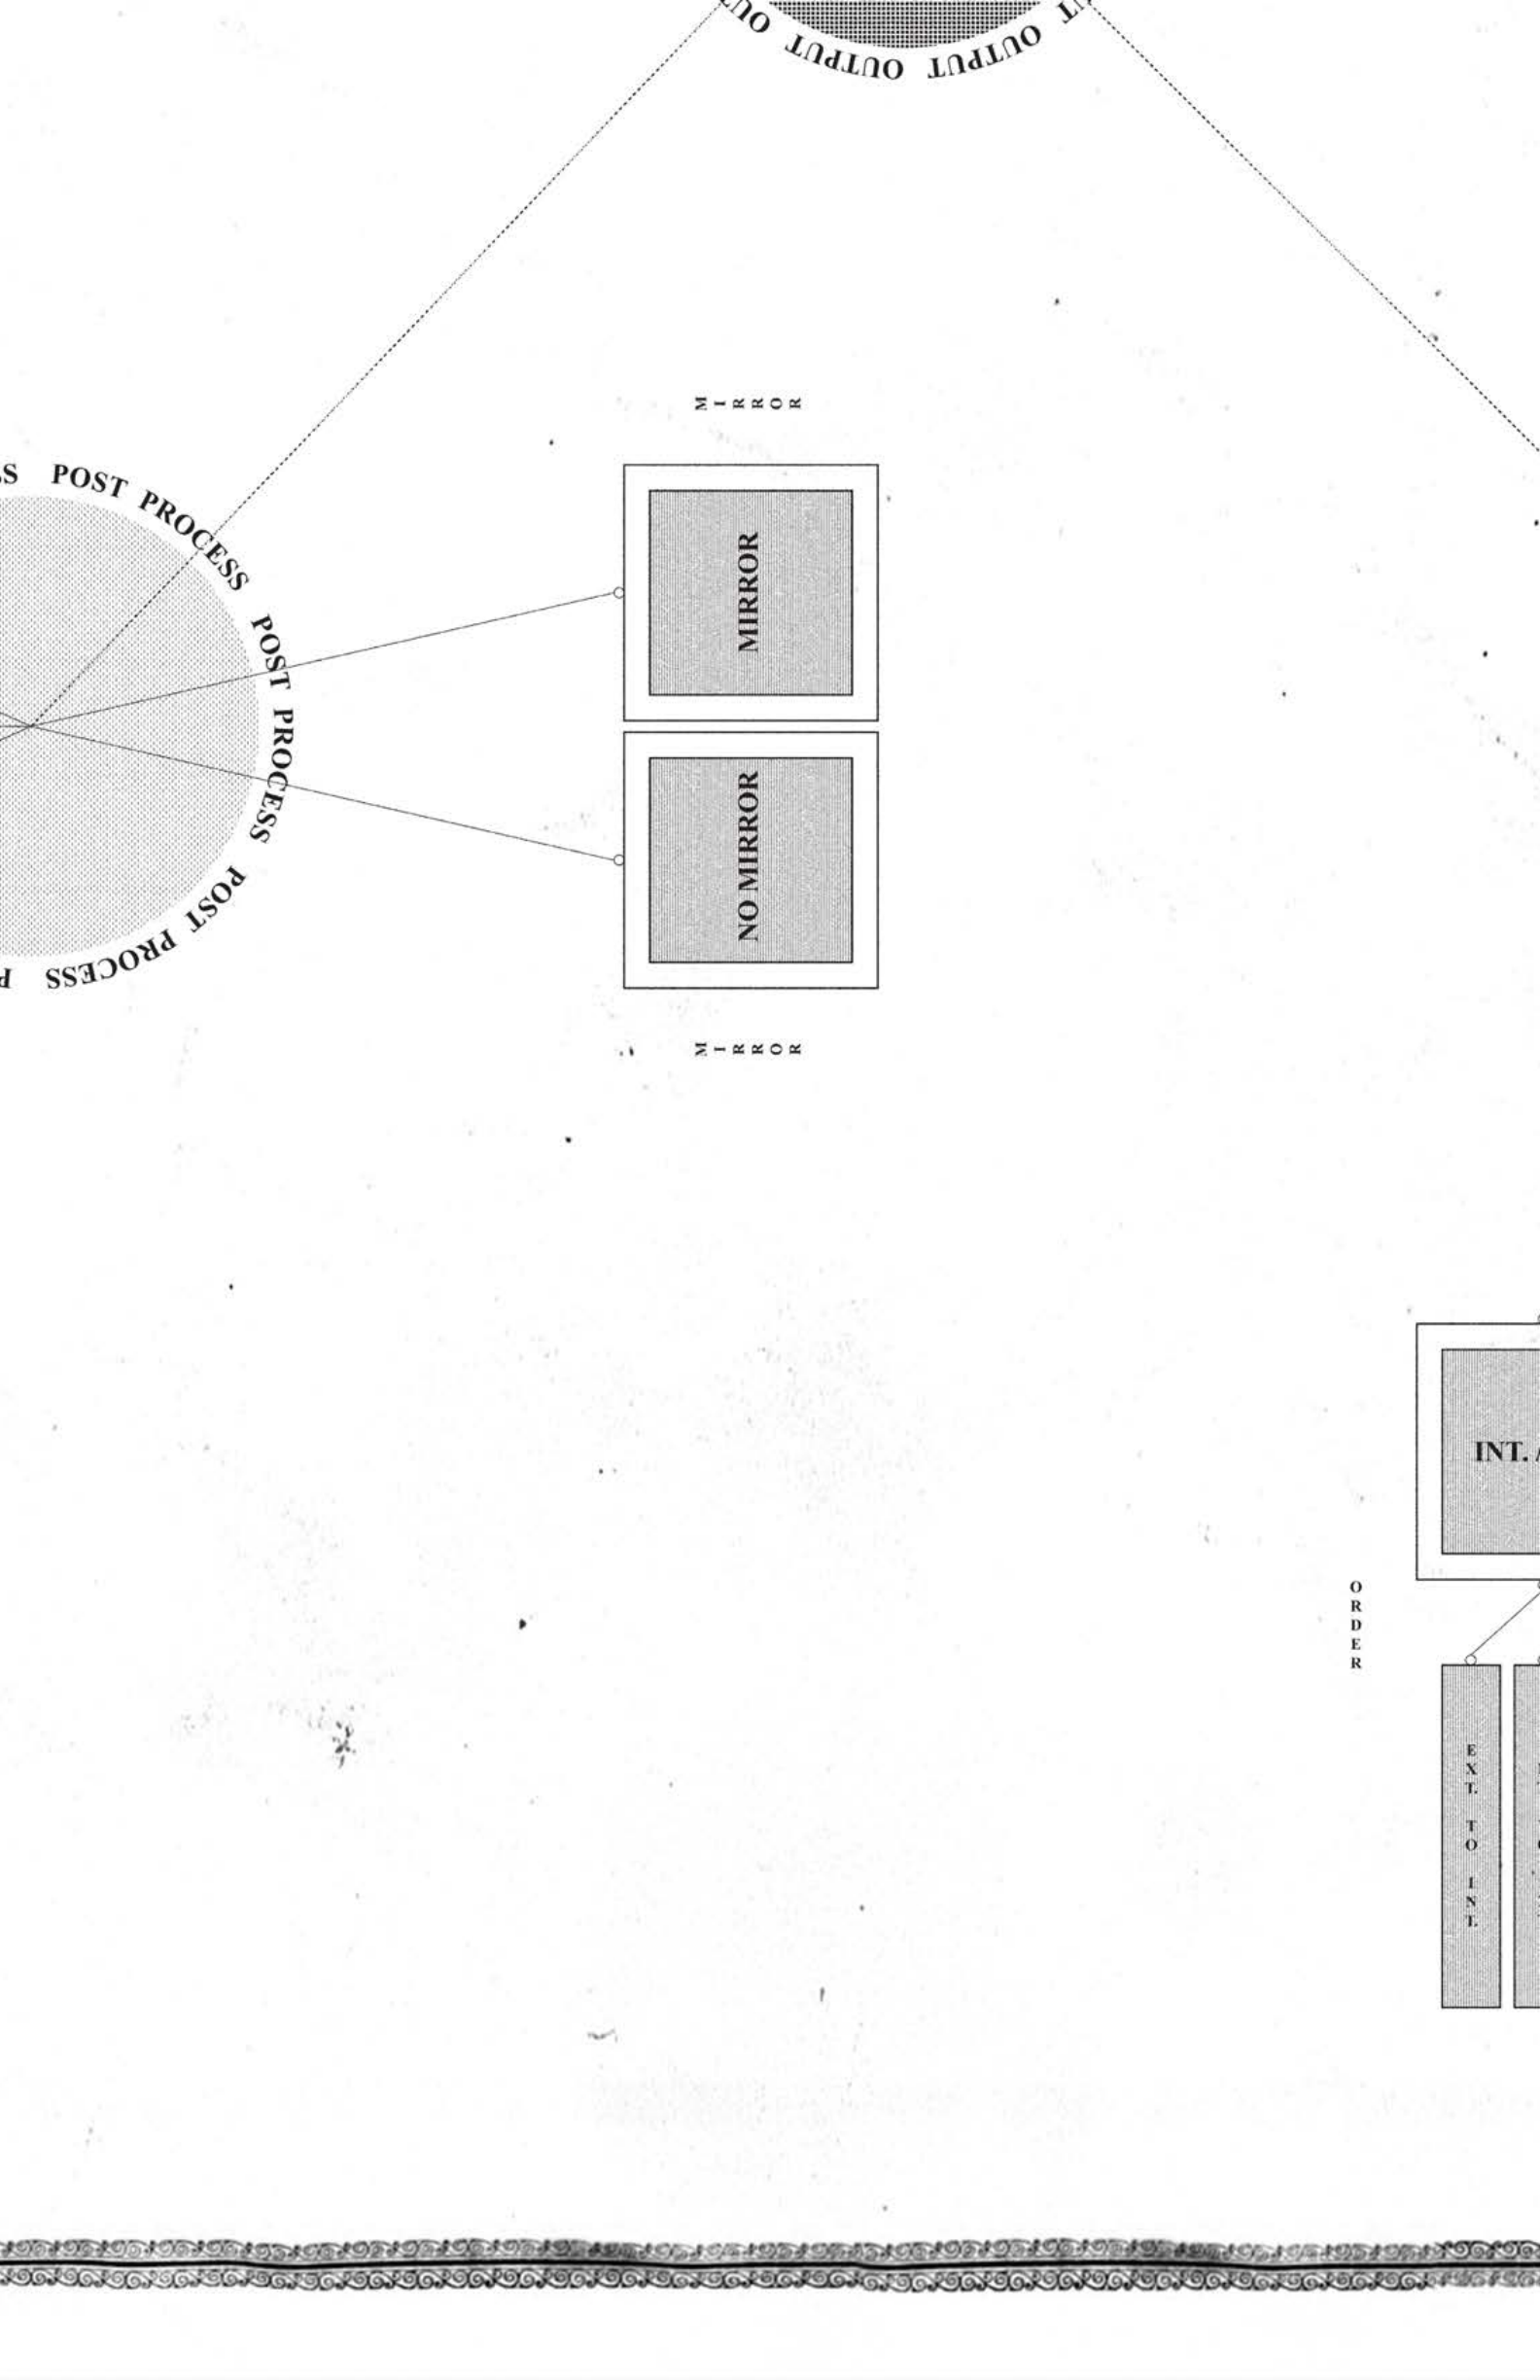 OUTPUT OUTPUT
POST PROCESS POST PROCESS POST PROCESS
MIRROR
MIRROR
NO MIRROR
MIRROR
INT.
ORDER
EXT. TO INT.